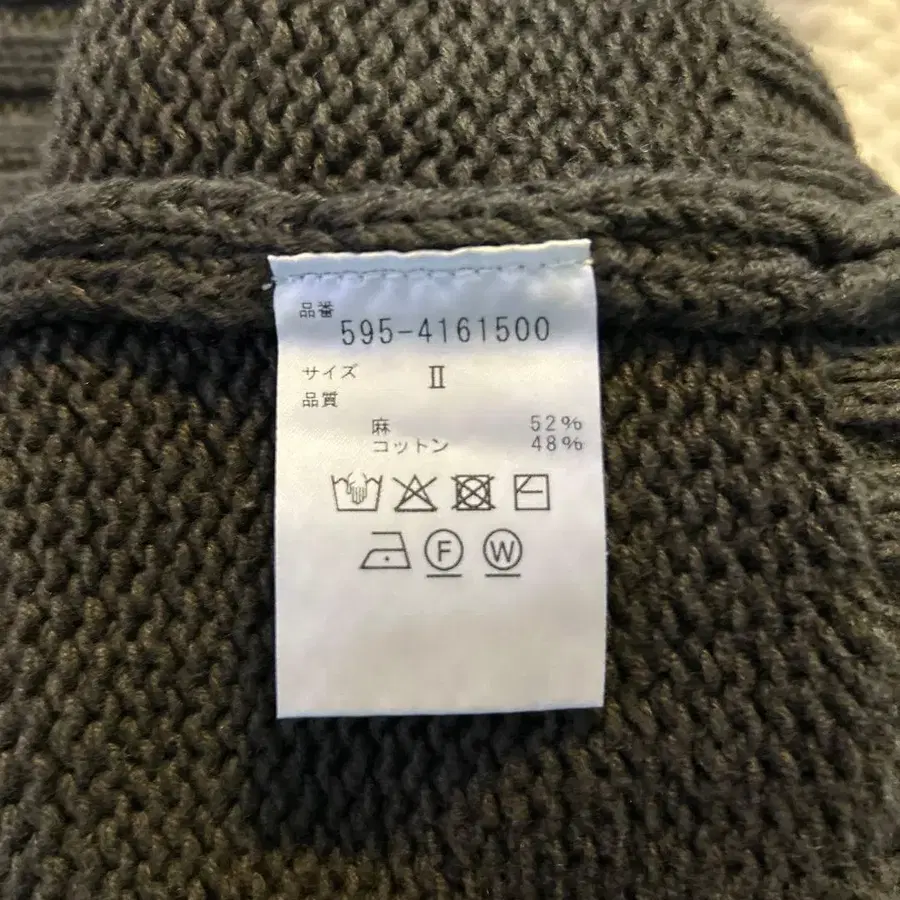 品番
595-4161500
サイズ Ⅱ
品質
麻 52%
コットン 48%
F W